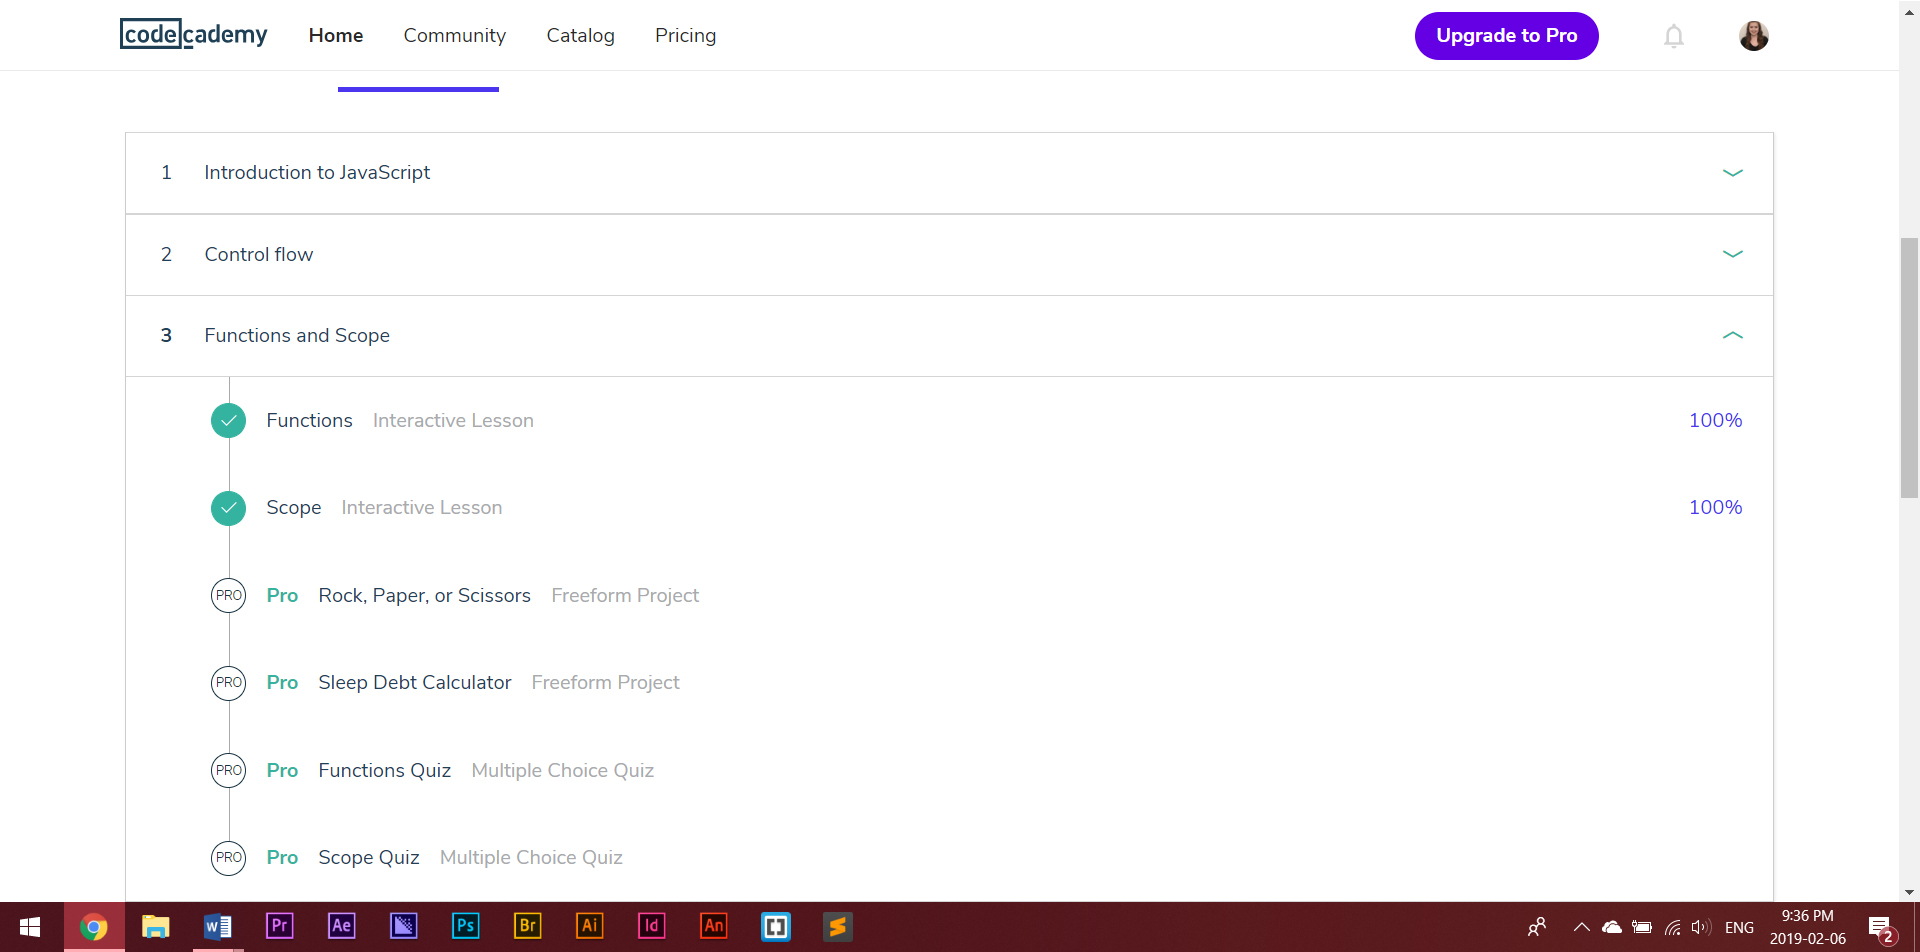 codecademy Home Community Catalog Pricing Upgrade to Pro
1 Introduction to JavaScript
2 Control flow
3 Functions and Scope
Functions Interactive Lesson 100%
Scope Interactive Lesson 100%
PRO Pro Rock, Paper, or Scissors Freeform Project
PRO Pro Sleep Debt Calculator Freeform Project
PRO Pro Functions Quiz Multiple Choice Quiz
PRO Pro Scope Quiz Multiple Choice Quiz
W Pr Ae Ps Br Ai Id An ENG 9:36 PM
2019-02-06 2